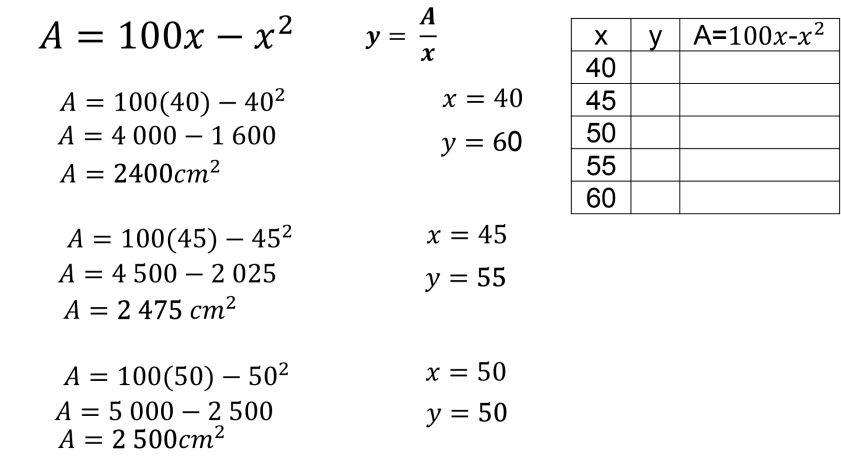 A = 100x − x²
y = A/x
A = 100(40) − 40²
A = 4 000 − 1 600
A = 2400cm²
x = 40
y = 60
A = 100(45) − 45²
A = 4 500 − 2 025
A = 2 475 cm²
x = 45
y = 55
A = 100(50) − 50²
A = 5 000 − 2 500
A = 2 500cm²
x = 50
y = 50
x y A=100x-x²
40
45
50
55
60